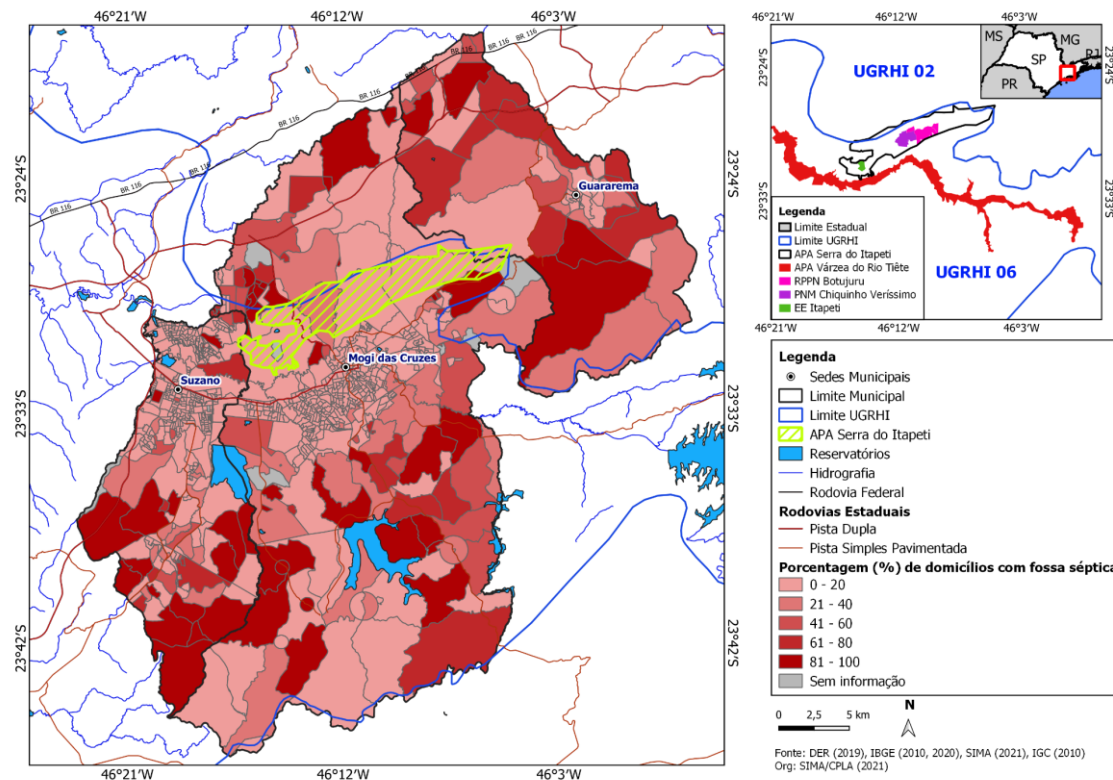 46°21'W 46°12'W 46°3'W
23°24'S
23°33'S
23°42'S
BR 116
BR 116
BR 116
BR 116
Guararema
Mogi das Cruzes
Suzano
23°24'S
23°33'S
23°42'S
46°21'W 46°12'W 46°3'W
46°21'W 46°12'W 46°3'W
23°24'S
23°33'S
UGRHI 02
MS
MG
SP
RJ
PR
23°24'S
23°33'S
UGRHI 06
Legenda
Limite Estadual
Limite UGRHI
APA Serra do Itapeti
APA Várzea do Rio Tiête
RPPN Botujuru
PNM Chiquinho Veríssimo
EE Itapeti
46°21'W 46°12'W 46°3'W
Legenda
Sedes Municipais
Limite Municipal
Limite UGRHI
APA Serra do Itapeti
Reservatórios
Hidrografia
Rodovia Federal
Rodovias Estaduais
Pista Dupla
Pista Simples Pavimentada
Porcentagem (%) de domicílios com fossa séptica
0 - 20
21 - 40
41 - 60
61 - 80
81 - 100
Sem informação
0 2,5 5 km
N
Fonte: DER (2019), IBGE (2010, 2020), SIMA (2021), IGC (2010)
Org: SIMA/CPLA (2021)